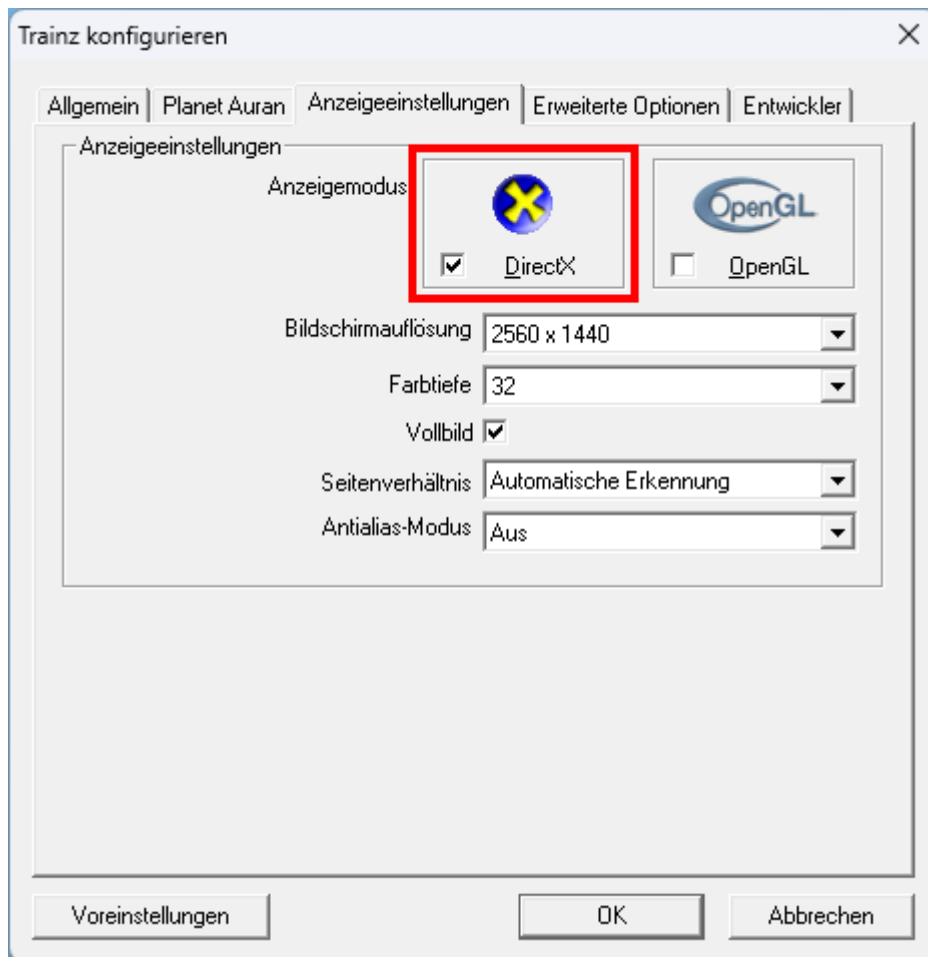 Trainz konfigurieren
Allgemein Planet Auran Anzeigeeinstellungen Erweiterte Optionen Entwickler
Anzeigeeinstellungen
Anzeigemodus
DirectX
OpenGL
OpenGL
Bildschirmauflösung 2560 x 1440
Farbtiefe 32
Vollbild
Seitenverhältnis Automatische Erkennung
Antialias-Modus Aus
Voreinstellungen OK Abbrechen